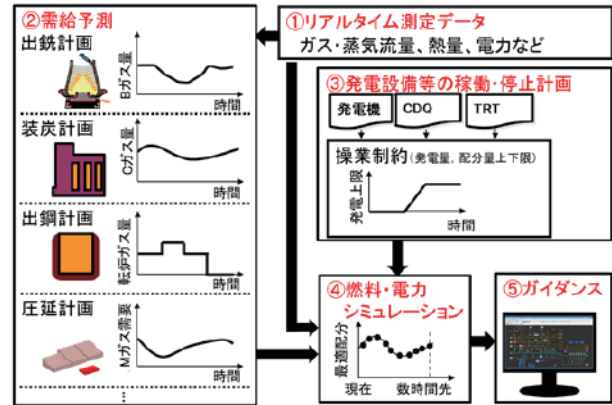 ②需給予測
出銑計画
Bガス量
時間
装炭計画
Cガス量
時間
出鋼計画
転炉ガス量
時間
圧延計画
Mガス需要
時間
…
①リアルタイム測定データ
ガス・蒸気流量、熱量、電力など
③発電設備等の稼働・停止計画
発電機
CDQ
TRT
操業制約(発電量, 配分量上下限)
発電上限
時間
④燃料・電力
シミュレーション
最適配分
現在 数時間先
⑤ガイダンス